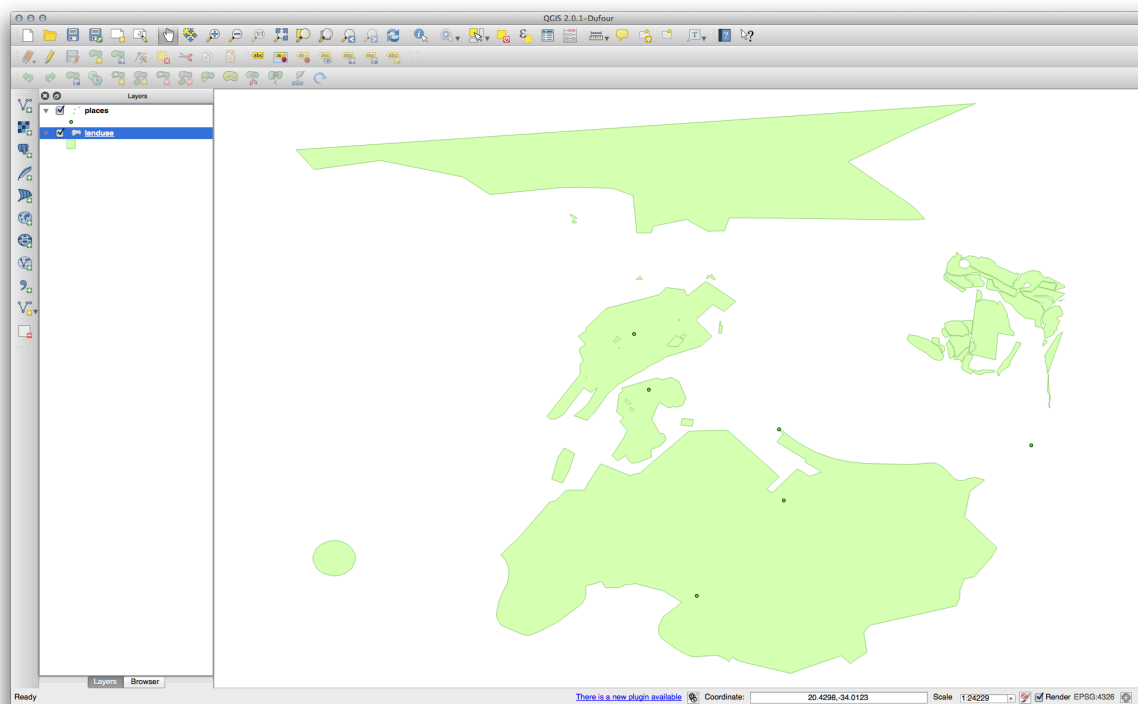 QGIS 2.0.1-Dufour
Layers
places
landuse
Layers Browser
Ready
There is a new plugin available Coordinate: 20.4298,-34.0123 Scale 1:24229 Render EPSG:4326